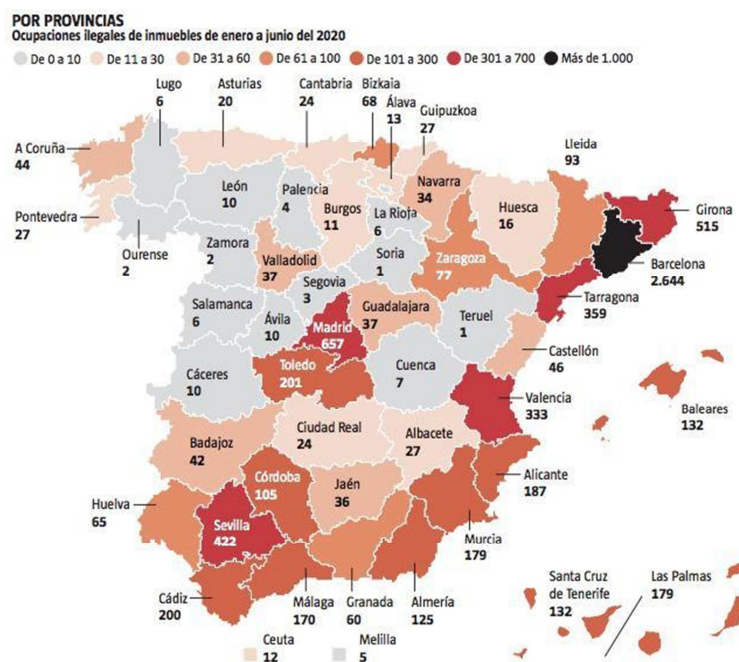 POR PROVINCIAS
Ocupaciones ilegales de inmuebles de enero a junio del 2020
De 0 a 10 De 11 a 30 De 31 a 60 De 61 a 100 De 101 a 300 De 301 a 700 Más de 1.000
Lugo
6
Asturias
20
Cantabria
24
Bizkaia
68
Álava
13
Guipuzkoa
27
A Coruña
44
Lleida
93
Pontevedra
27
León
10
Palencia
4
Burgos
11
La Rioja
6
Navarra
34
Huesca
16
Girona
515
Ourense
2
Zamora
2
Valladolid
37
Soria
1
Zaragoza
77
Barcelona
2.644
Segovia
3
Salamanca
6
Ávila
10
Madrid
657
Guadalajara
37
Teruel
1
Tarragona
359
Castellón
46
Cáceres
10
Toledo
201
Cuenca
7
Valencia
333
Baleares
132
Badajoz
42
Ciudad Real
24
Albacete
27
Alicante
187
Huelva
65
Córdoba
105
Jaén
36
Sevilla
422
Murcia
179
Cádiz
200
Málaga
170
Granada
60
Almería
125
Santa Cruz
de Tenerife
132
Las Palmas
179
Ceuta
12
Melilla
5